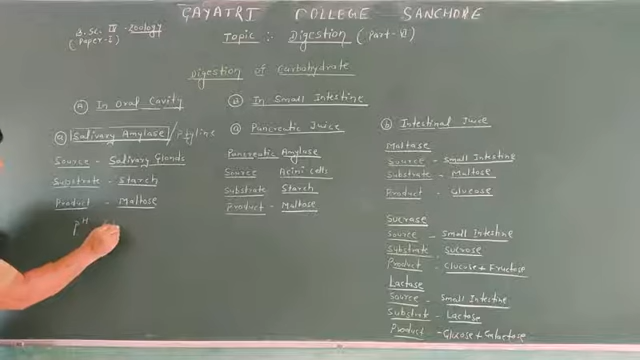 GAYATRI COLLEGE SANCHORE
B.SC. III - Zoology
(Paper-I)
Topic :- Digestion (Part-VI)
Digestion of Carbohydrate
(A) In Oral Cavity
(a) Salivary Amylase / Ptyline
Source - Salivary Glands
Substrate - Starch
Product - Maltose
PH
(B) In Small Intestine
(a) Pancreatic Juice
Pancreatic Amylase
Source Acini cells
Substrate Starch
Product - Maltose
(b) Intestinal Juice
Maltase
Source - Small Intestine
Substrate - Maltose
Product - Glucose
Sucrase
Source - Small Intestine
Substrate - Sucrose
Product - Glucose + Fructose
Lactase
Source - Small Intestine
Substrate - Lactose
Product - Glucose + Galactose